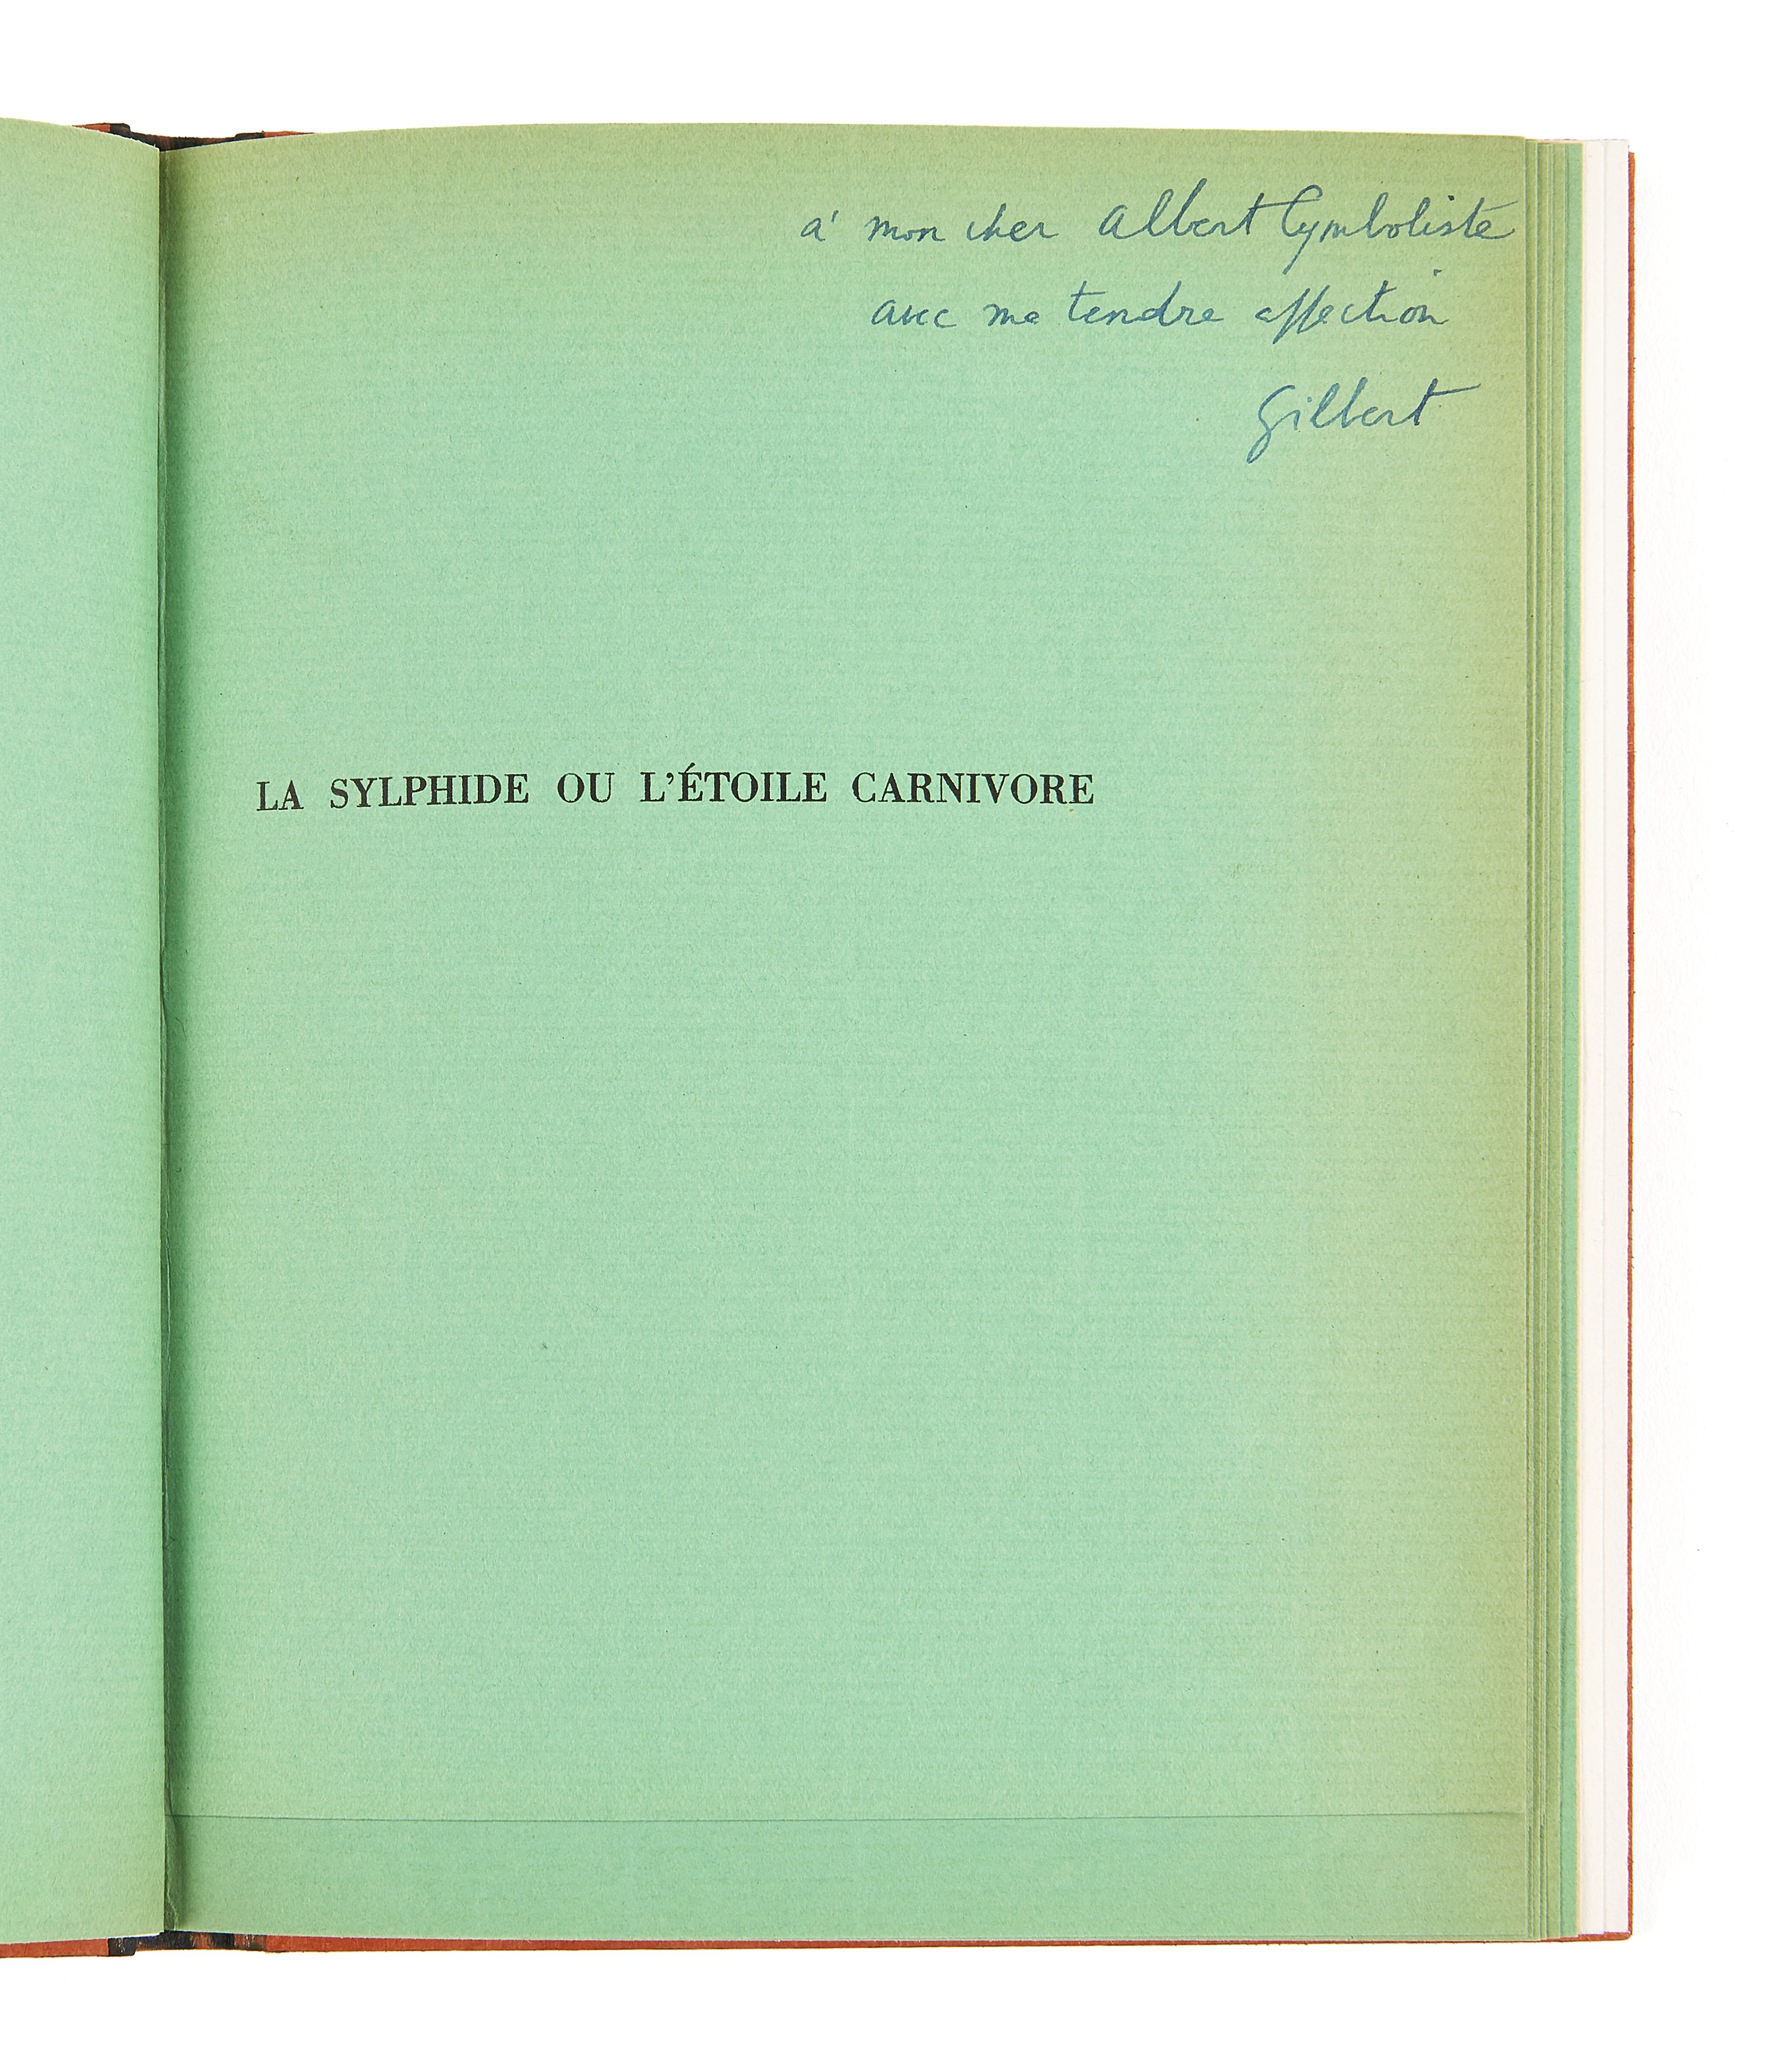 à mon cher Albert Cymboliste
avec ma tendre affection
Gilbert
LA SYLPHIDE OU L'ÉTOILE CARNIVORE